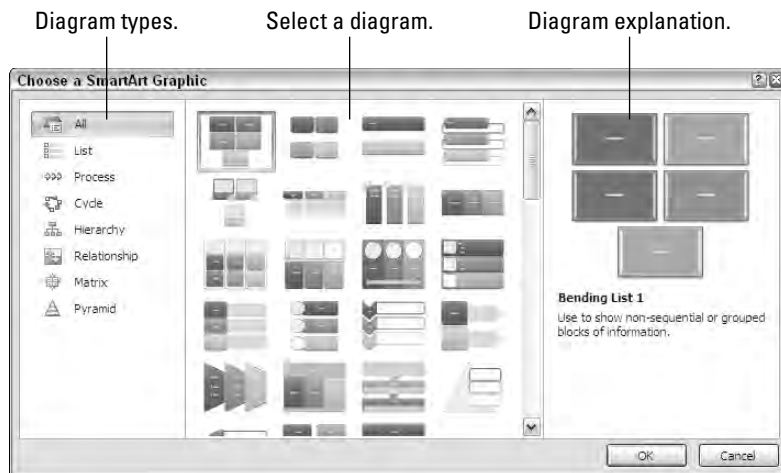 Diagram types.
Select a diagram.
Diagram explanation.
Choose a SmartArt Graphic
All
List
Process
Cycle
Hierarchy
Relationship
Matrix
Pyramid
Bending List 1
Use to show non-sequential or grouped
blocks of information.
OK
Cancel